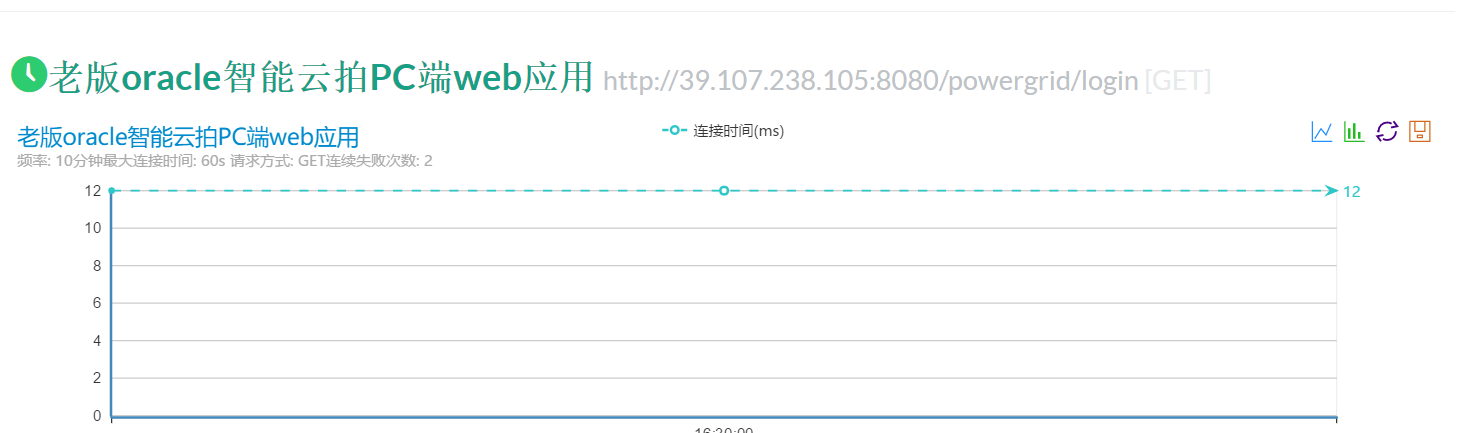 老版oracle智能云拍PC端web应用 http://39.107.238.105:8080/powergrid/login [GET]
老版oracle智能云拍PC端web应用
连接时间(ms)
频率: 10分钟最大连接时间: 60s 请求方式: GET连续失败次数: 2
12
12
10
8
6
4
2
0
16:30:00